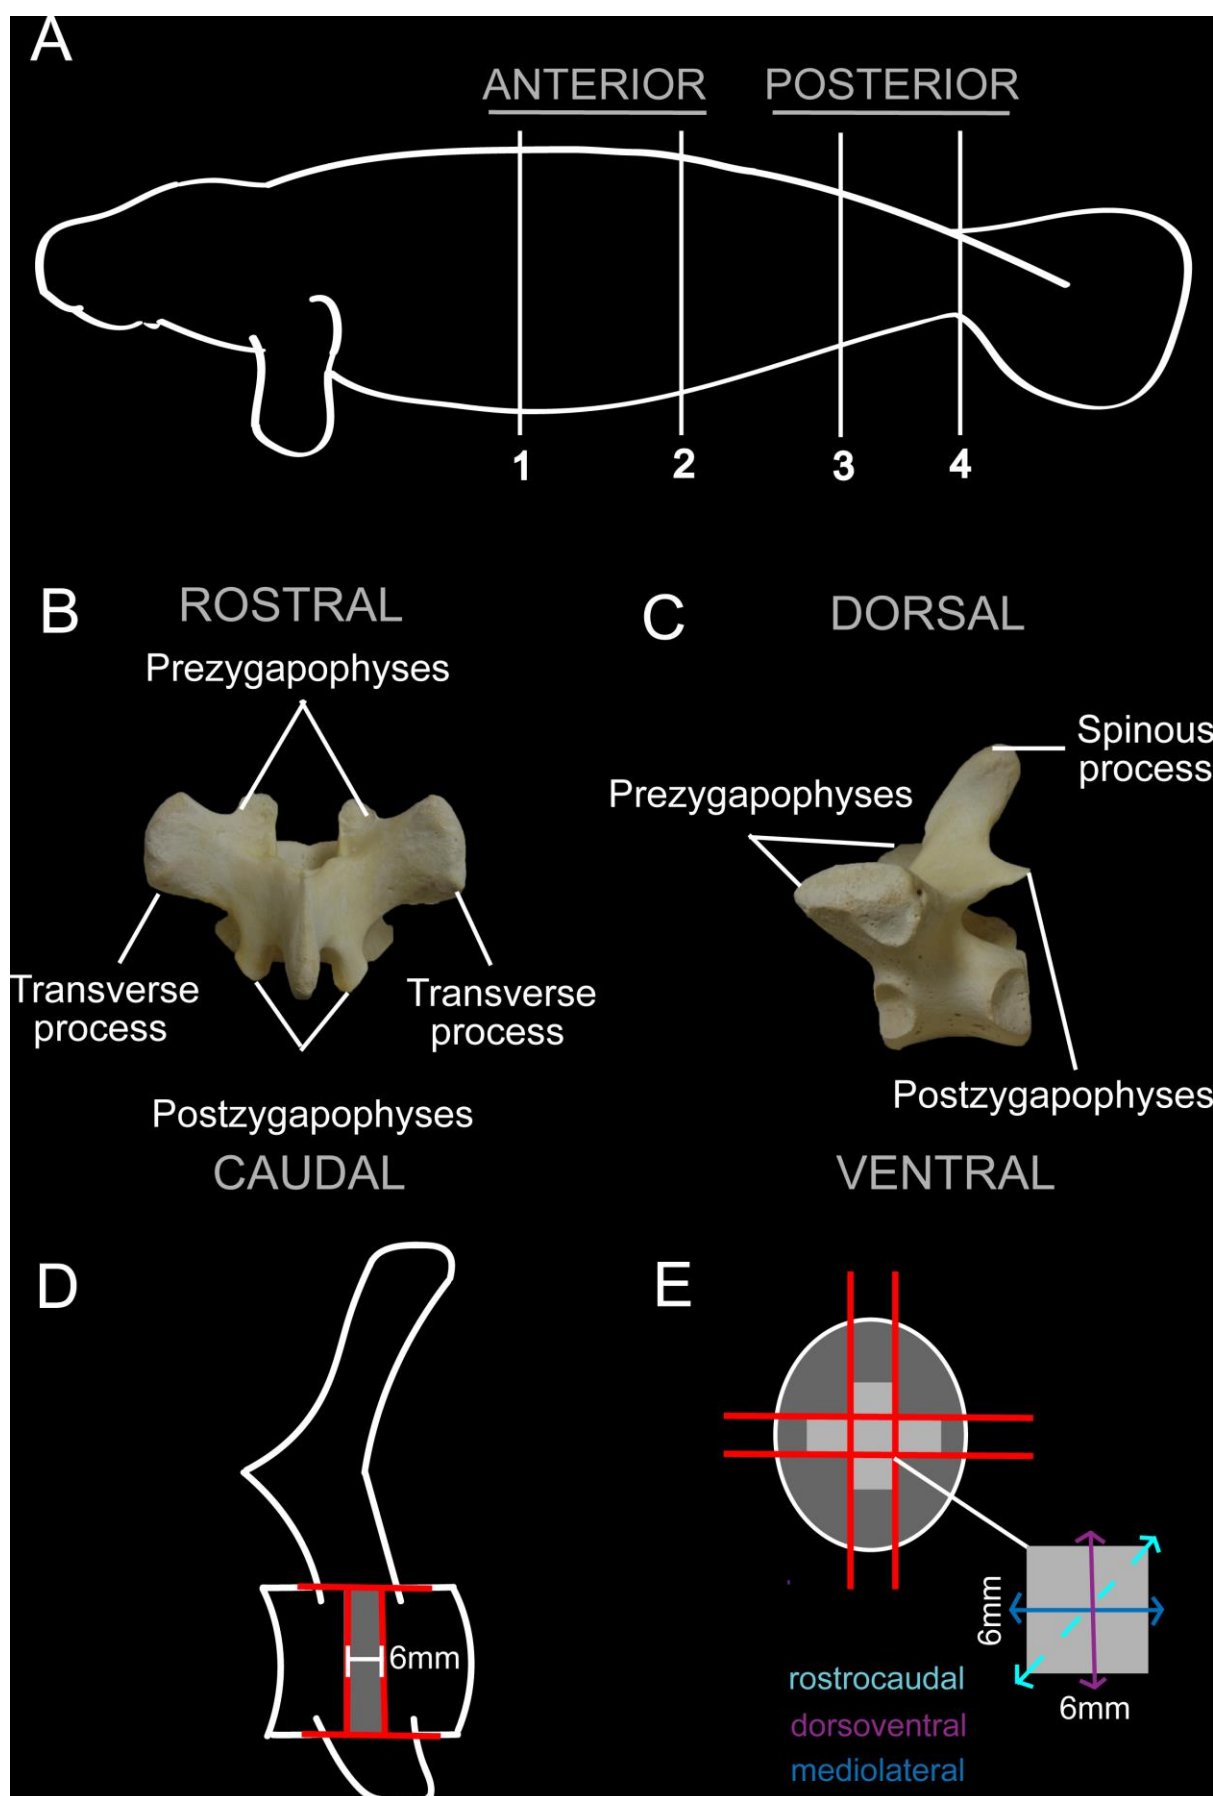 A
ANTERIOR POSTERIOR
1 2 3 4
B ROSTRAL
Prezygapophyses
Transverse
process
Transverse
process
Postzygapophyses
CAUDAL
C DORSAL
Spinous
process
Prezygapophyses
Postzygapophyses
VENTRAL
D
6mm
E
6mm
6mm
rostrocaudal
dorsoventral
mediolateral